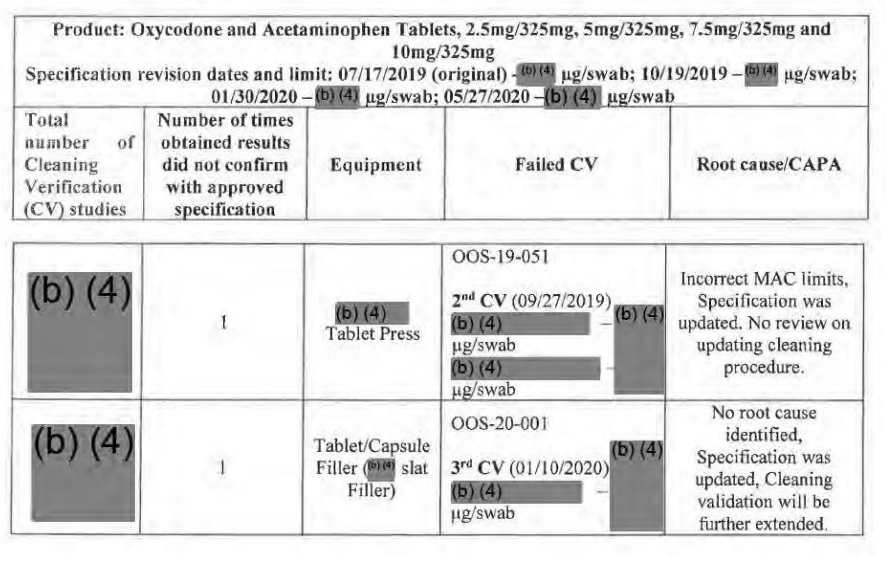 Product: Oxycodone and Acetaminophen Tablets, 2.5mg/325mg, 5mg/325mg, 7.5mg/325mg and
10mg/325mg
Specification revision dates and limit: 07/17/2019 (original) - (b) (4) µg/swab; 10/19/2019 – (b) (4) µg/swab;
01/30/2020 – (b) (4) µg/swab; 05/27/2020 – (b) (4) µg/swab
Total
number of
Cleaning
Verification
(CV) studies
Number of times
obtained results
did not confirm
with approved
specification
Equipment
Failed CV
Root cause/CAPA
(b) (4)
1
(b) (4)
Tablet Press
OOS-19-051
2nd CV (09/27/2019)
(b) (4) – (b) (4)
µg/swab
(b) (4) -
µg/swab
Incorrect MAC limits,
Specification was
updated. No review on
updating cleaning
procedure.
(b) (4)
1
Tablet/Capsule
Filler ((b) (4) slat
Filler)
OOS-20-001
3rd CV (01/10/2020) (b) (4)
(b) (4) –
µg/swab
No root cause
identified,
Specification was
updated, Cleaning
validation will be
further extended.